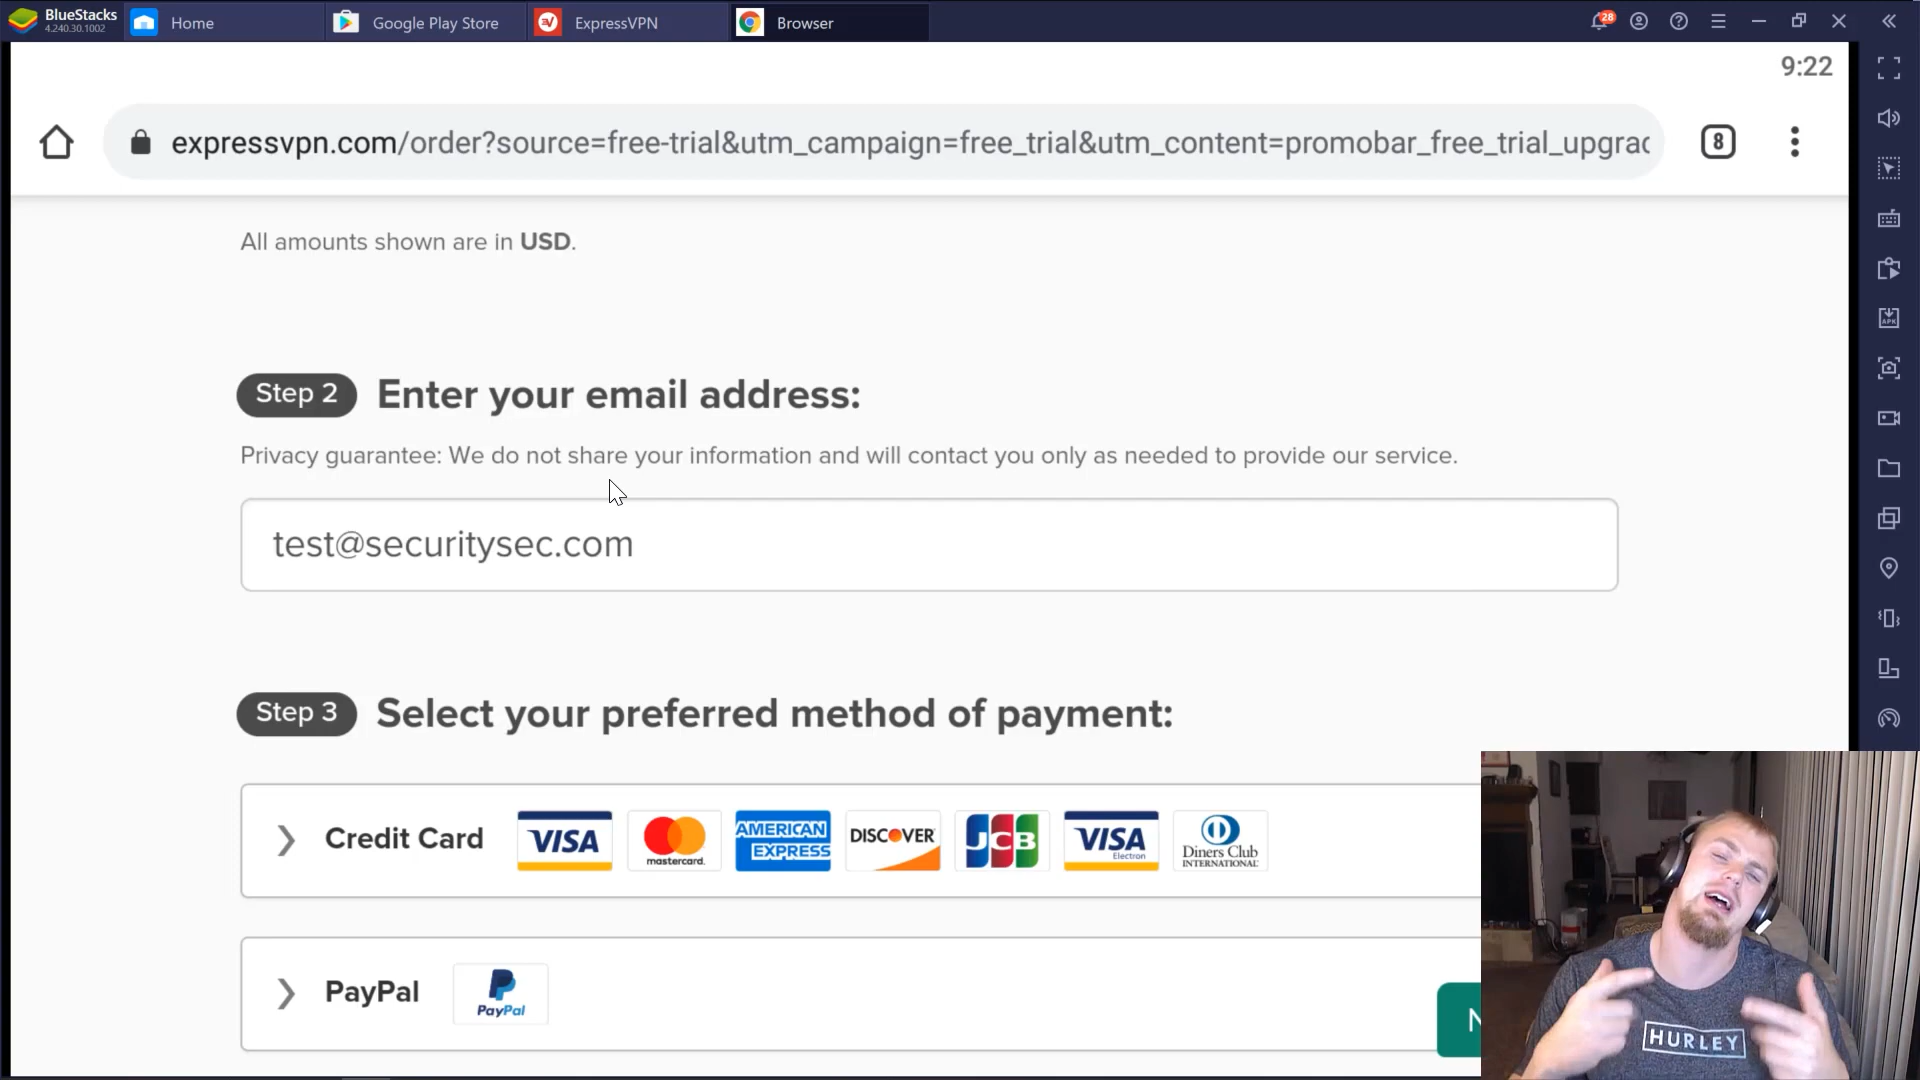 BlueStacks
4.240.30.1002
Home
Google Play Store
ExpressVPN
Browser
28
9:22
expressvpn.com/order?source=free-trial&utm_campaign=free_trial&utm_content=promobar_free_trial_upgrac
8
All amounts shown are in USD.
Step 2 Enter your email address:
Privacy guarantee: We do not share your information and will contact you only as needed to provide our service.
test@securitysec.com
Step 3 Select your preferred method of payment:
Credit Card VISA mastercard. AMERICAN EXPRESS DISCOVER JCB VISA Electron Diners Club INTERNATIONAL
PayPal PayPal
N
HURLEY
APK